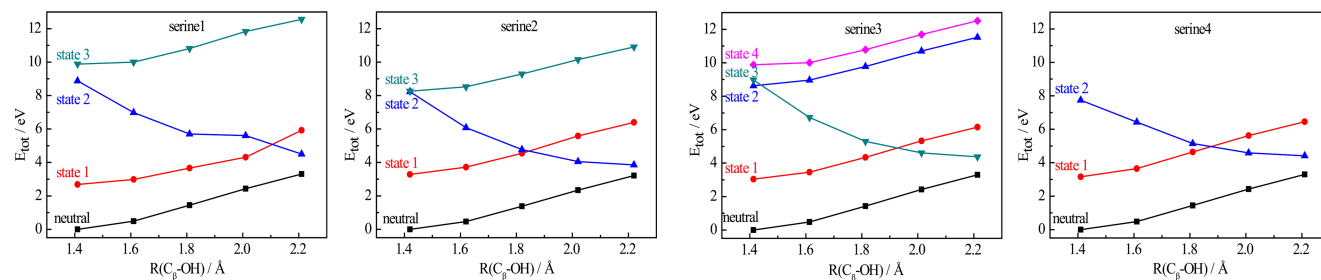 serine1
12
10
8
6
4
2
0
E_tot / eV
state 3
state 2
state 1
neutral
1.4 1.6 1.8 2.0 2.2
R(C_β-OH) / Å
serine2
12
10
8
6
4
2
0
E_tot / eV
state 3
state 2
state 1
neutral
1.4 1.6 1.8 2.0 2.2
R(C_β-OH) / Å
serine3
12
10
8
6
4
2
0
E_tot / eV
state 4
state 3
state 2
state 1
neutral
1.4 1.6 1.8 2.0 2.2
R(C_β-OH) / Å
serine4
12
10
8
6
4
2
0
E_tot / eV
state 2
state 1
neutral
1.4 1.6 1.8 2.0 2.2
R(C_β-OH) / Å